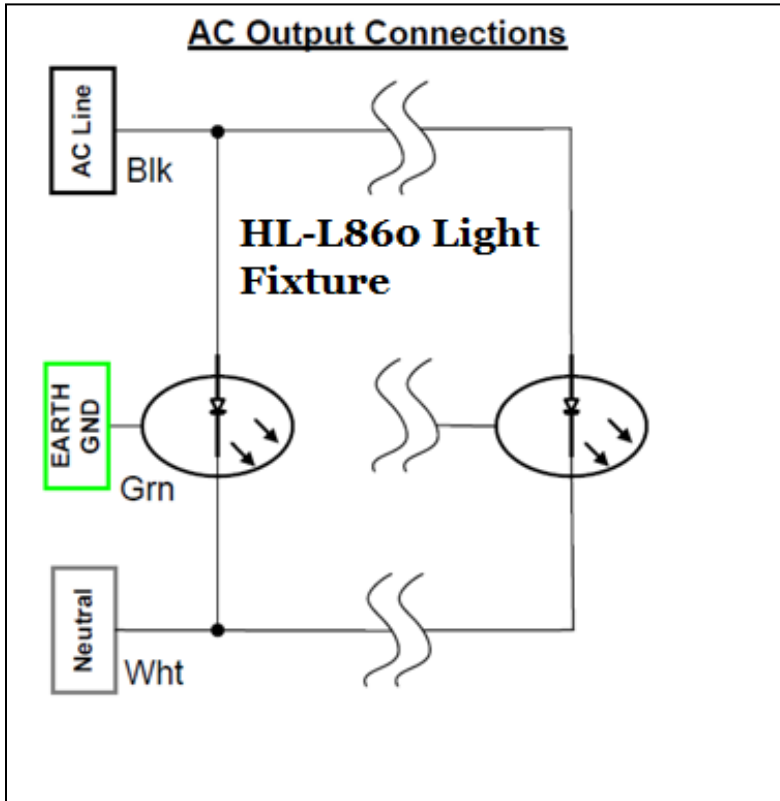 AC Output Connections
AC Line
Blk
HL-L860 Light
Fixture
EARTH
GND
Grn
Neutral
Wht